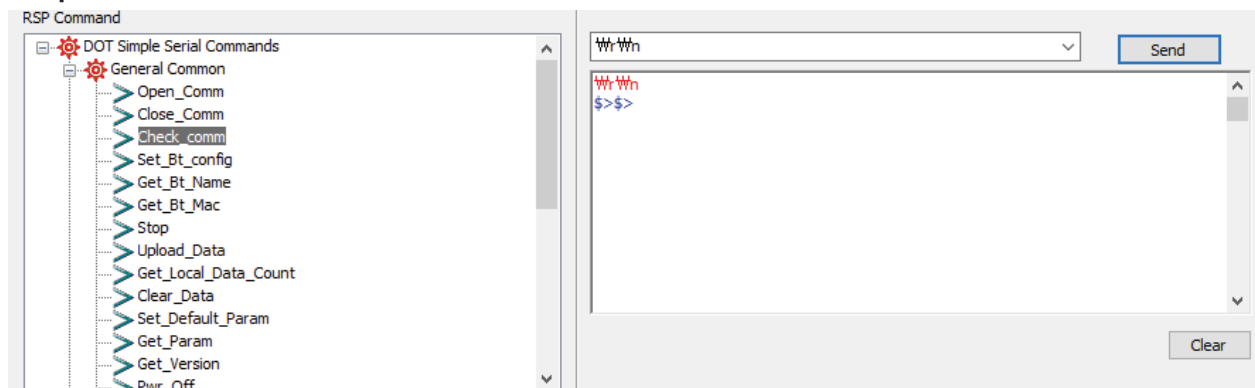 RSP Command
DOT Simple Serial Commands
General Common
Open_Comm
Close_Comm
Check_comm
Set_Bt_config
Get_Bt_Name
Get_Bt_Mac
Stop
Upload_Data
Get_Local_Data_Count
Clear_Data
Set_Default_Param
Get_Param
Get_Version
Pwr_Off
₩r₩n
Send
₩r₩n
$>$>
Clear